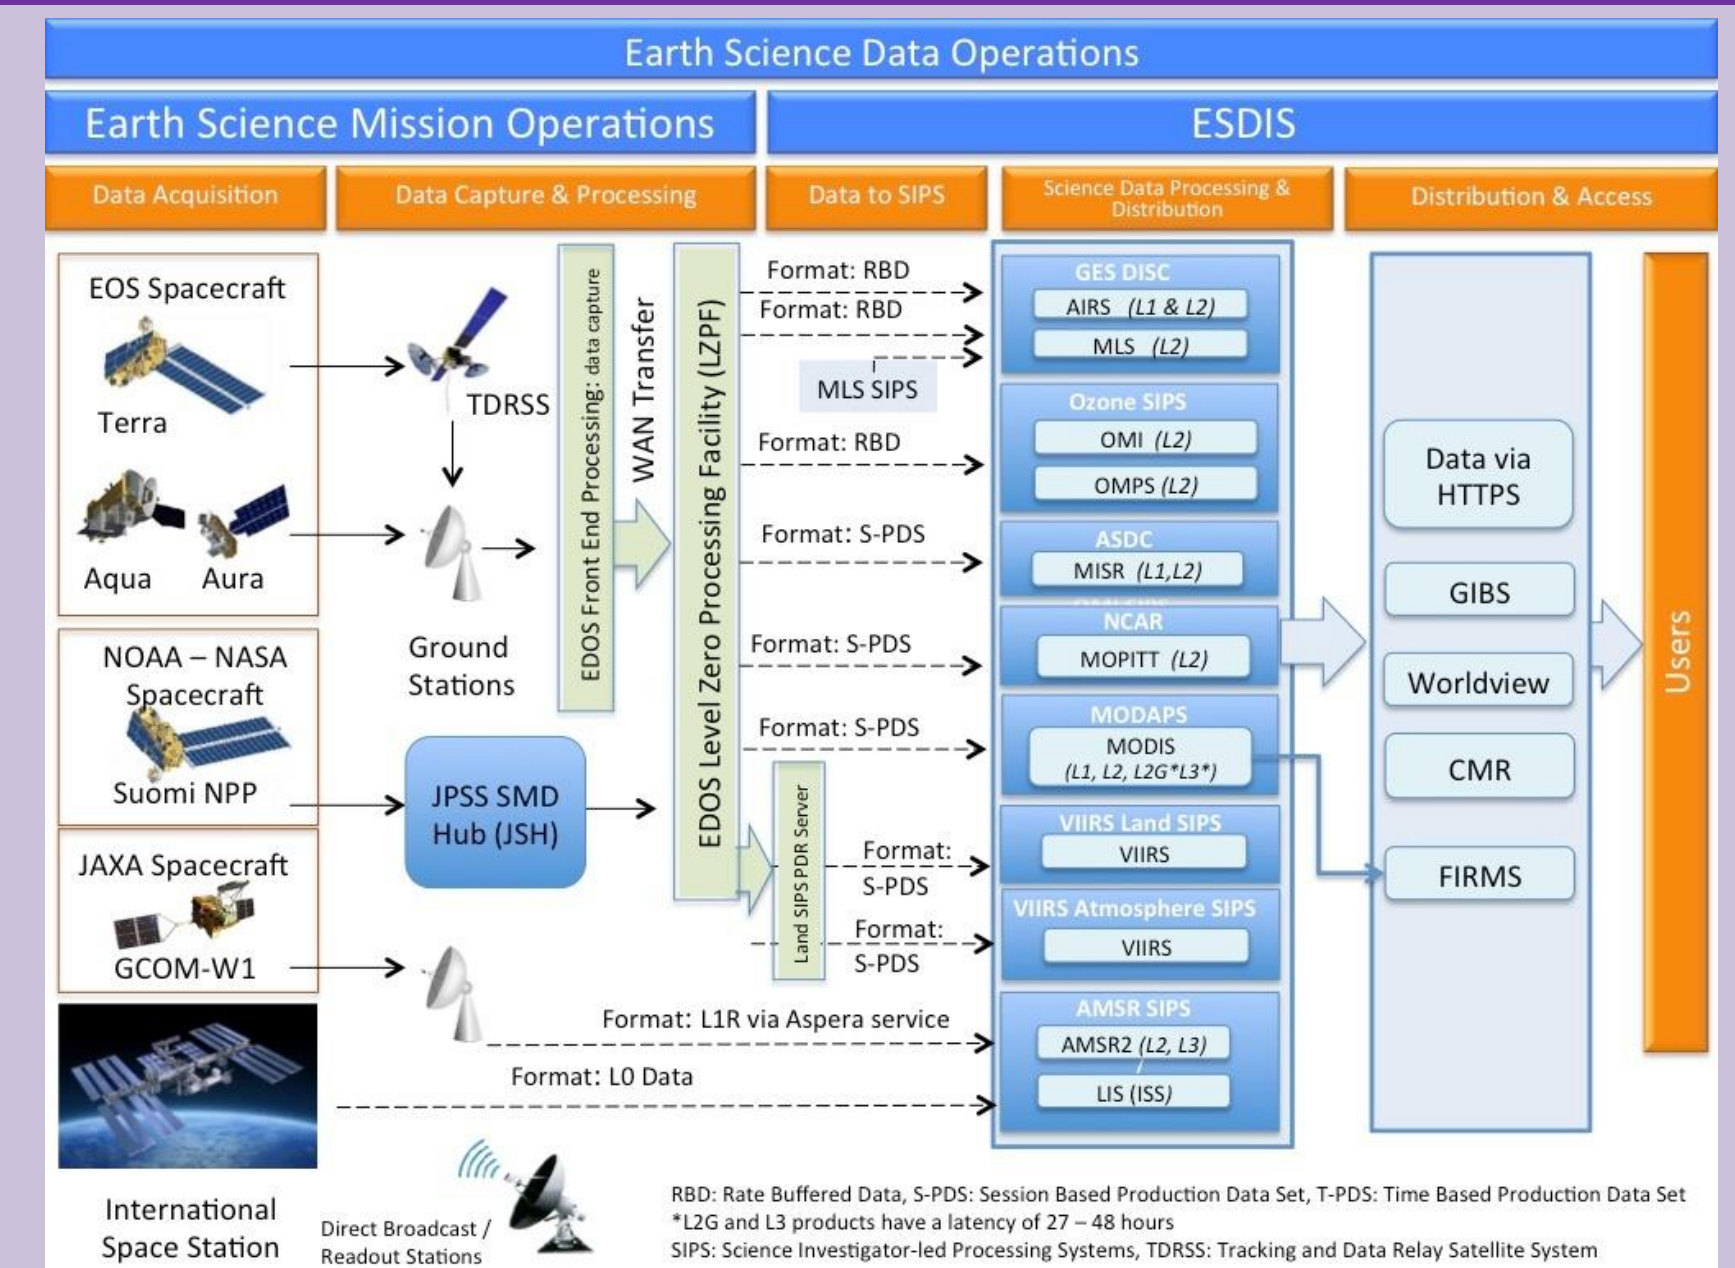 Earth Science Data Operations
Earth Science Mission Operations
ESDIS
Data Acquisition
Data Capture & Processing
Data to SIPS
Science Data Processing &
Distribution
Distribution & Access
EOS Spacecraft
Terra
Aqua
Aura
NOAA – NASA
Spacecraft
Suomi NPP
JAXA Spacecraft
GCOM-W1
International
Space Station
TDRSS
Ground
Stations
JPSS SMD
Hub (JSH)
Direct Broadcast /
Readout Stations
EDOS Front End Processing: data capture
WAN Transfer
EDOS Level Zero Processing Facility (LZPF)
Land SIPS PDR Server
Format: RBD
Format: RBD
MLS SIPS
Format: RBD
Format: S-PDS
Format: S-PDS
Format: S-PDS
Format:
S-PDS
Format:
S-PDS
Format: L1R via Aspera service
Format: L0 Data
GES DISC
AIRS (L1 & L2)
MLS (L2)
Ozone SIPS
OMI (L2)
OMPS (L2)
ASDC
MISR (L1,L2)
NCAR
MOPITT (L2)
MODAPS
MODIS
(L1, L2, L2G*L3*)
VIIRS Land SIPS
VIIRS
VIIRS Atmosphere SIPS
VIIRS
AMSR SIPS
AMSR2 (L2, L3)
LIS (ISS)
Data via
HTTPS
GIBS
Worldview
CMR
FIRMS
Users
RBD: Rate Buffered Data, S-PDS: Session Based Production Data Set, T-PDS: Time Based Production Data Set
*L2G and L3 products have a latency of 27 – 48 hours
SIPS: Science Investigator-led Processing Systems, TDRSS: Tracking and Data Relay Satellite System